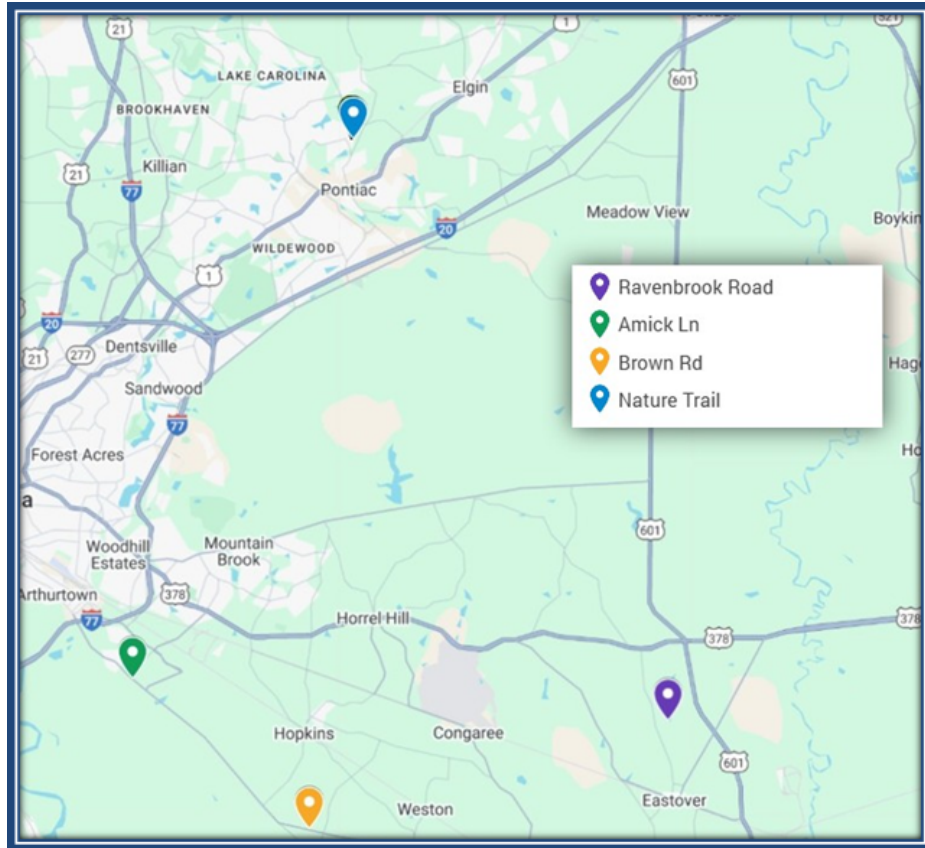 21
1
521
LAKE CAROLINA
Elgin
601
BROOKHAVEN
Killian
21
77
Pontiac
Meadow View
Boykin
20
WILDEWOOD
1
Ravenbrook Road
20
Amick Ln
Dentsville
21
277
Brown Rd
Hag
Sandwood
Nature Trail
77
Forest Acres
Ho
a
601
Woodhill
Estates
Mountain
Brook
Arthurtown
378
77
Horrel Hill
378
378
Hopkins
Congaree
601
Weston
Eastover